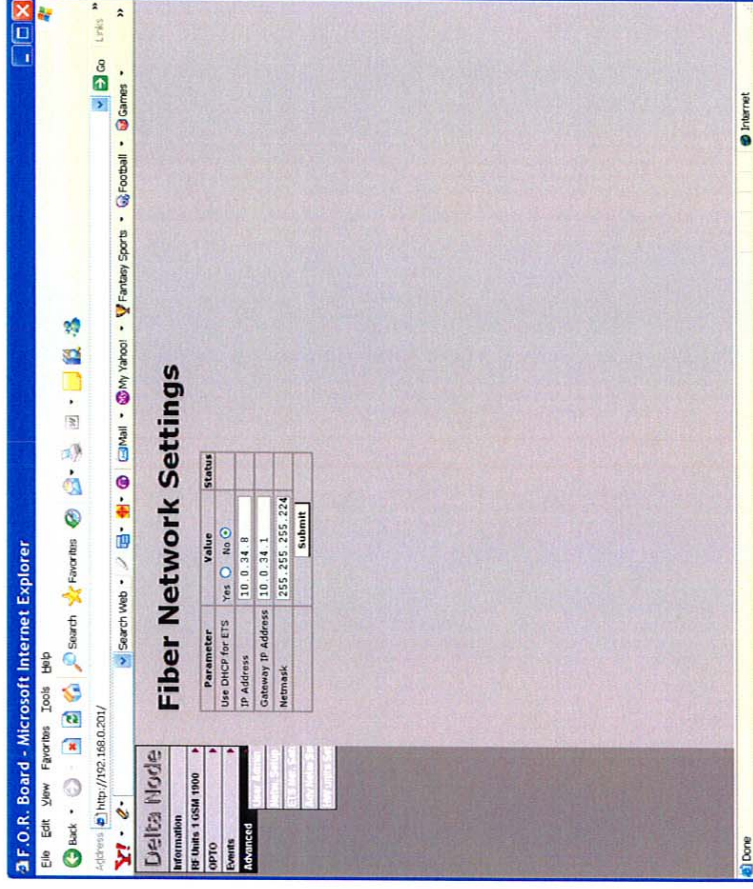 F.O.R. Board - Microsoft Internet Explorer
File Edit View Favorites Tools Help
Back Search Favorites
Address http://192.168.0.201/ Go Links
Y! Search Web Mail My Yahoo! Fantasy Sports Football Games
Delta Node
Information
RF Units 1 GSM 1900
OPTO
Events
Advanced
User Admin
Fiber Network Settings
Parameter Value Status
Use DHCP for ETS Yes No
IP Address 10.0.34.8
Gateway IP Address 10.0.34.1
Netmask 255.255.255.224
Submit
Done Internet